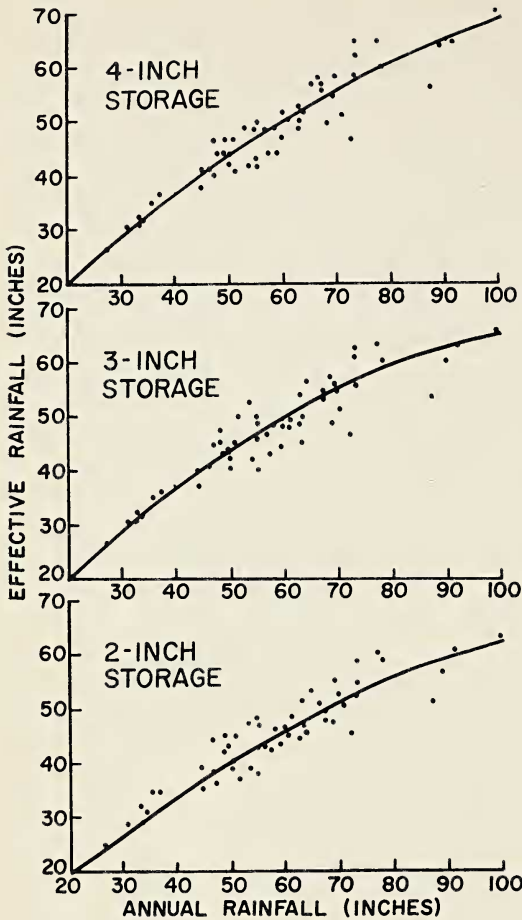 70
60
4-INCH
STORAGE
50
40
30
20
30 40 50 60 70 80 90 100
70
60
3-INCH
STORAGE
50
40
30
20
30 40 50 60 70 80 90 100
70
60
2-INCH
STORAGE
50
40
30
20
20 30 40 50 60 70 80 90 100
ANNUAL RAINFALL (INCHES)
EFFECTIVE RAINFALL (INCHES)